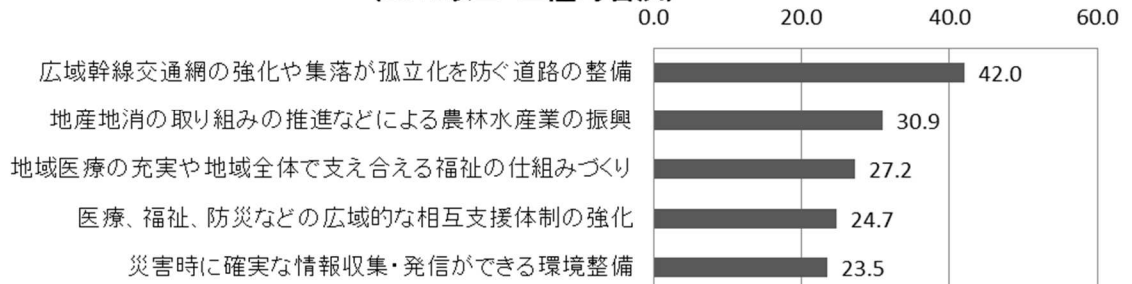 0.0 20.0 40.0 60.0
広域幹線交通網の強化や集落が孤立化を防ぐ道路の整備 42.0
地産地消の取り組みの推進などによる農林水産業の振興 30.9
地域医療の充実や地域全体で支え合える福祉の仕組みづくり 27.2
医療、福祉、防災などの広域的な相互支援体制の強化 24.7
災害時に確実な情報収集・発信ができる環境整備 23.5